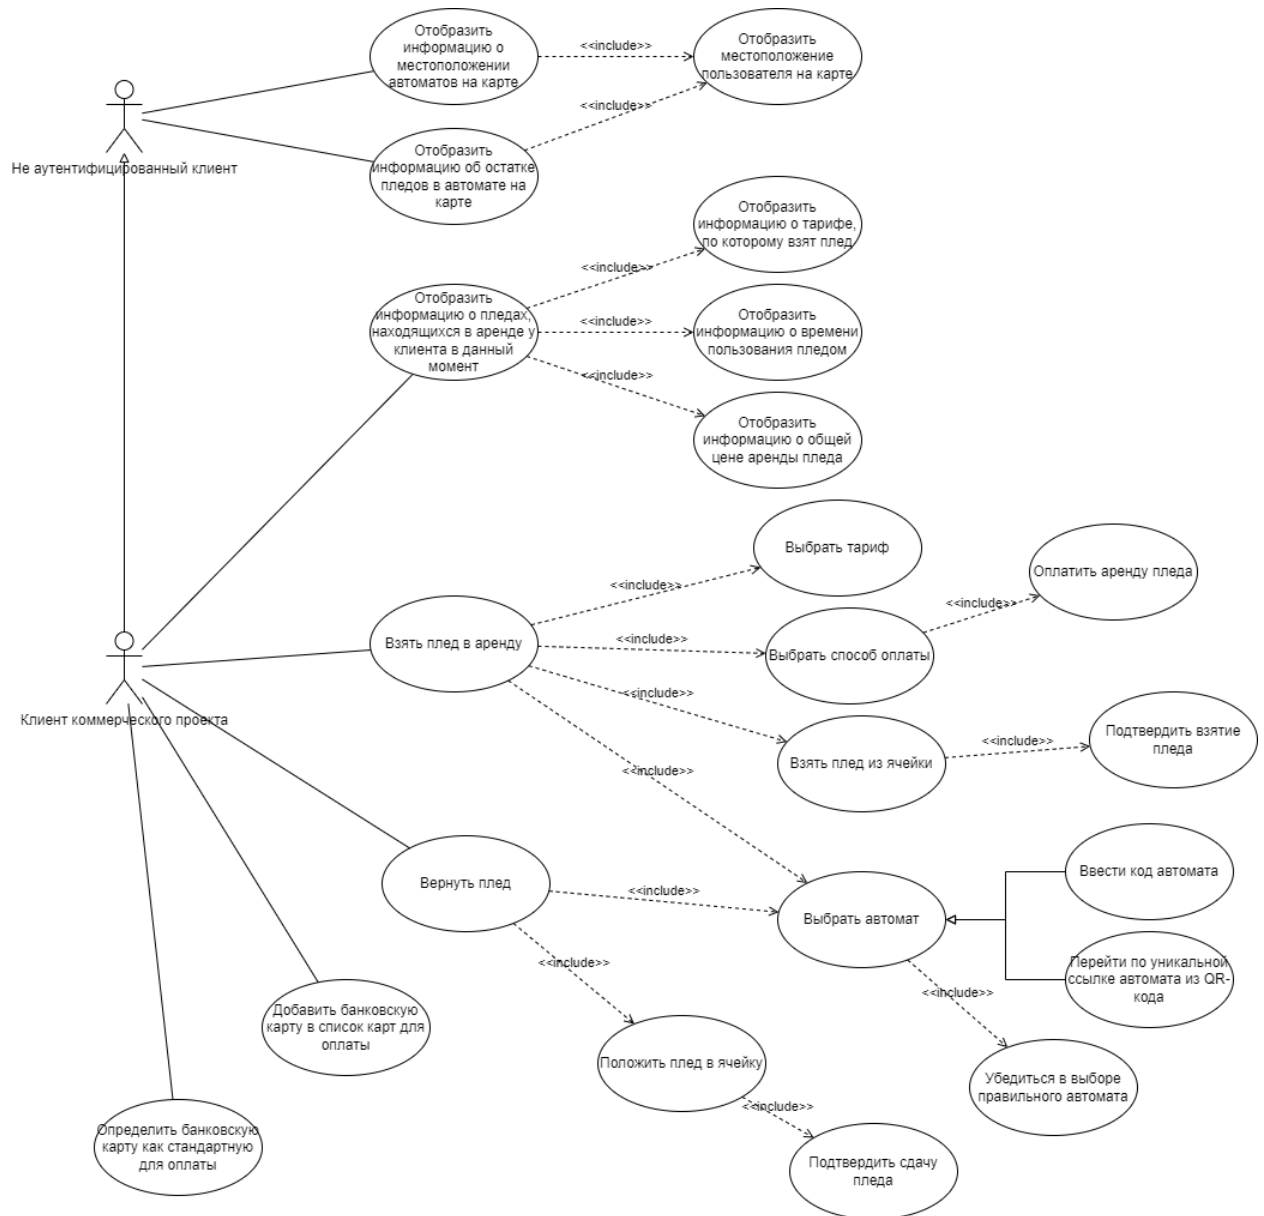 Отобразить
информацию о
местоположении
автоматов на карте
<<include>>
Отобразить
местоположение
пользователя на карте
<<include>>
Не аутентифицированный клиент
Отобразить
информацию об остатке
пледов в автомате на
карте
Отобразить
информацию о тарифе,
по которому взят плед
<<include>>
Отобразить
информацию о пледах,
находящихся в аренде у
клиента в данный
момент
<<include>>
Отобразить
информацию о времени
пользования пледом
<<include>>
Отобразить
информацию о общей
цене аренды пледа
Выбрать тариф
<<include>>
Оплатить аренду пледа
<<include>>
Взять плед в аренду
<<include>>
Выбрать способ оплаты
Клиент коммерческого проекта
<<include>>
Взять плед из ячейки
<<include>>
Подтвердить взятие
пледа
<<include>>
Вернуть плед
<<include>>
Выбрать автомат
Ввести код автомата
Перейти по уникальной
ссылке автомата из QR-
кода
<<include>>
<<include>>
Добавить банковскую
карту в список карт для
оплаты
Положить плед в ячейку
Убедиться в выборе
правильного автомата
<<include>>
Определить банковскую
карту как стандартную
для оплаты
Подтвердить сдачу
пледа